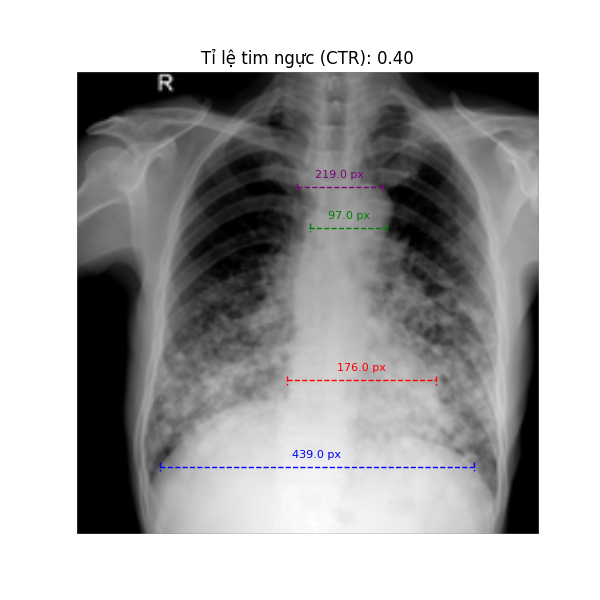 Tỉ lệ tim ngực (CTR): 0.40
R
219.0 px
97.0 px
176.0 px
439.0 px